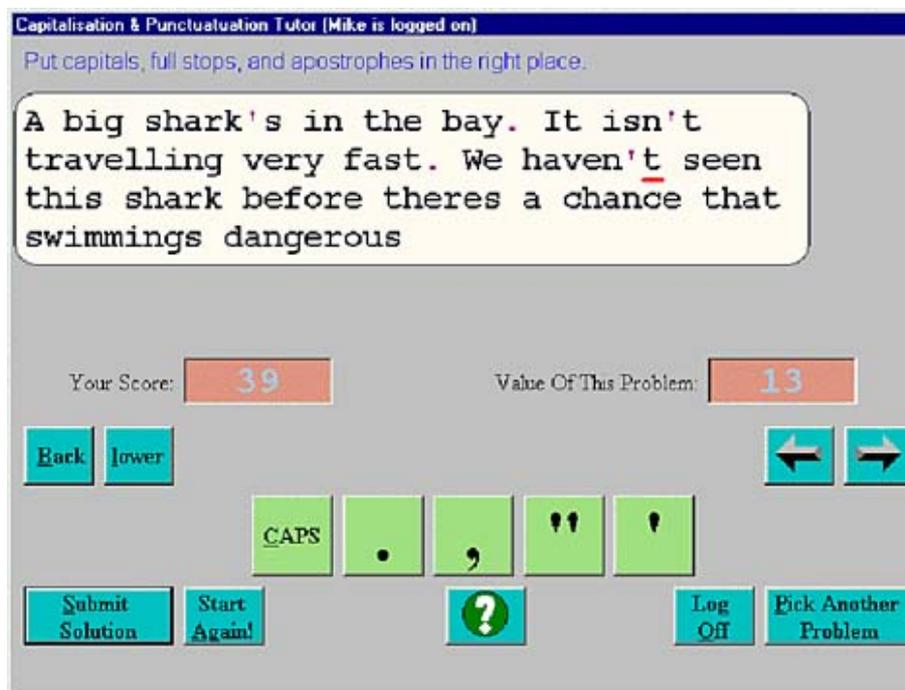 Capitalisation & Punctuatuation Tutor (Mike is logged on)
Put capitals, full stops, and apostrophes in the right place.
A big shark's in the bay. It isn't
travelling very fast. We haven't seen
this shark before theres a chance that
swimmings dangerous
Your Score: 39 Value Of This Problem: 13
Back lower
CAPS . , " '
Submit Solution Start Again! ? Log Off Pick Another Problem